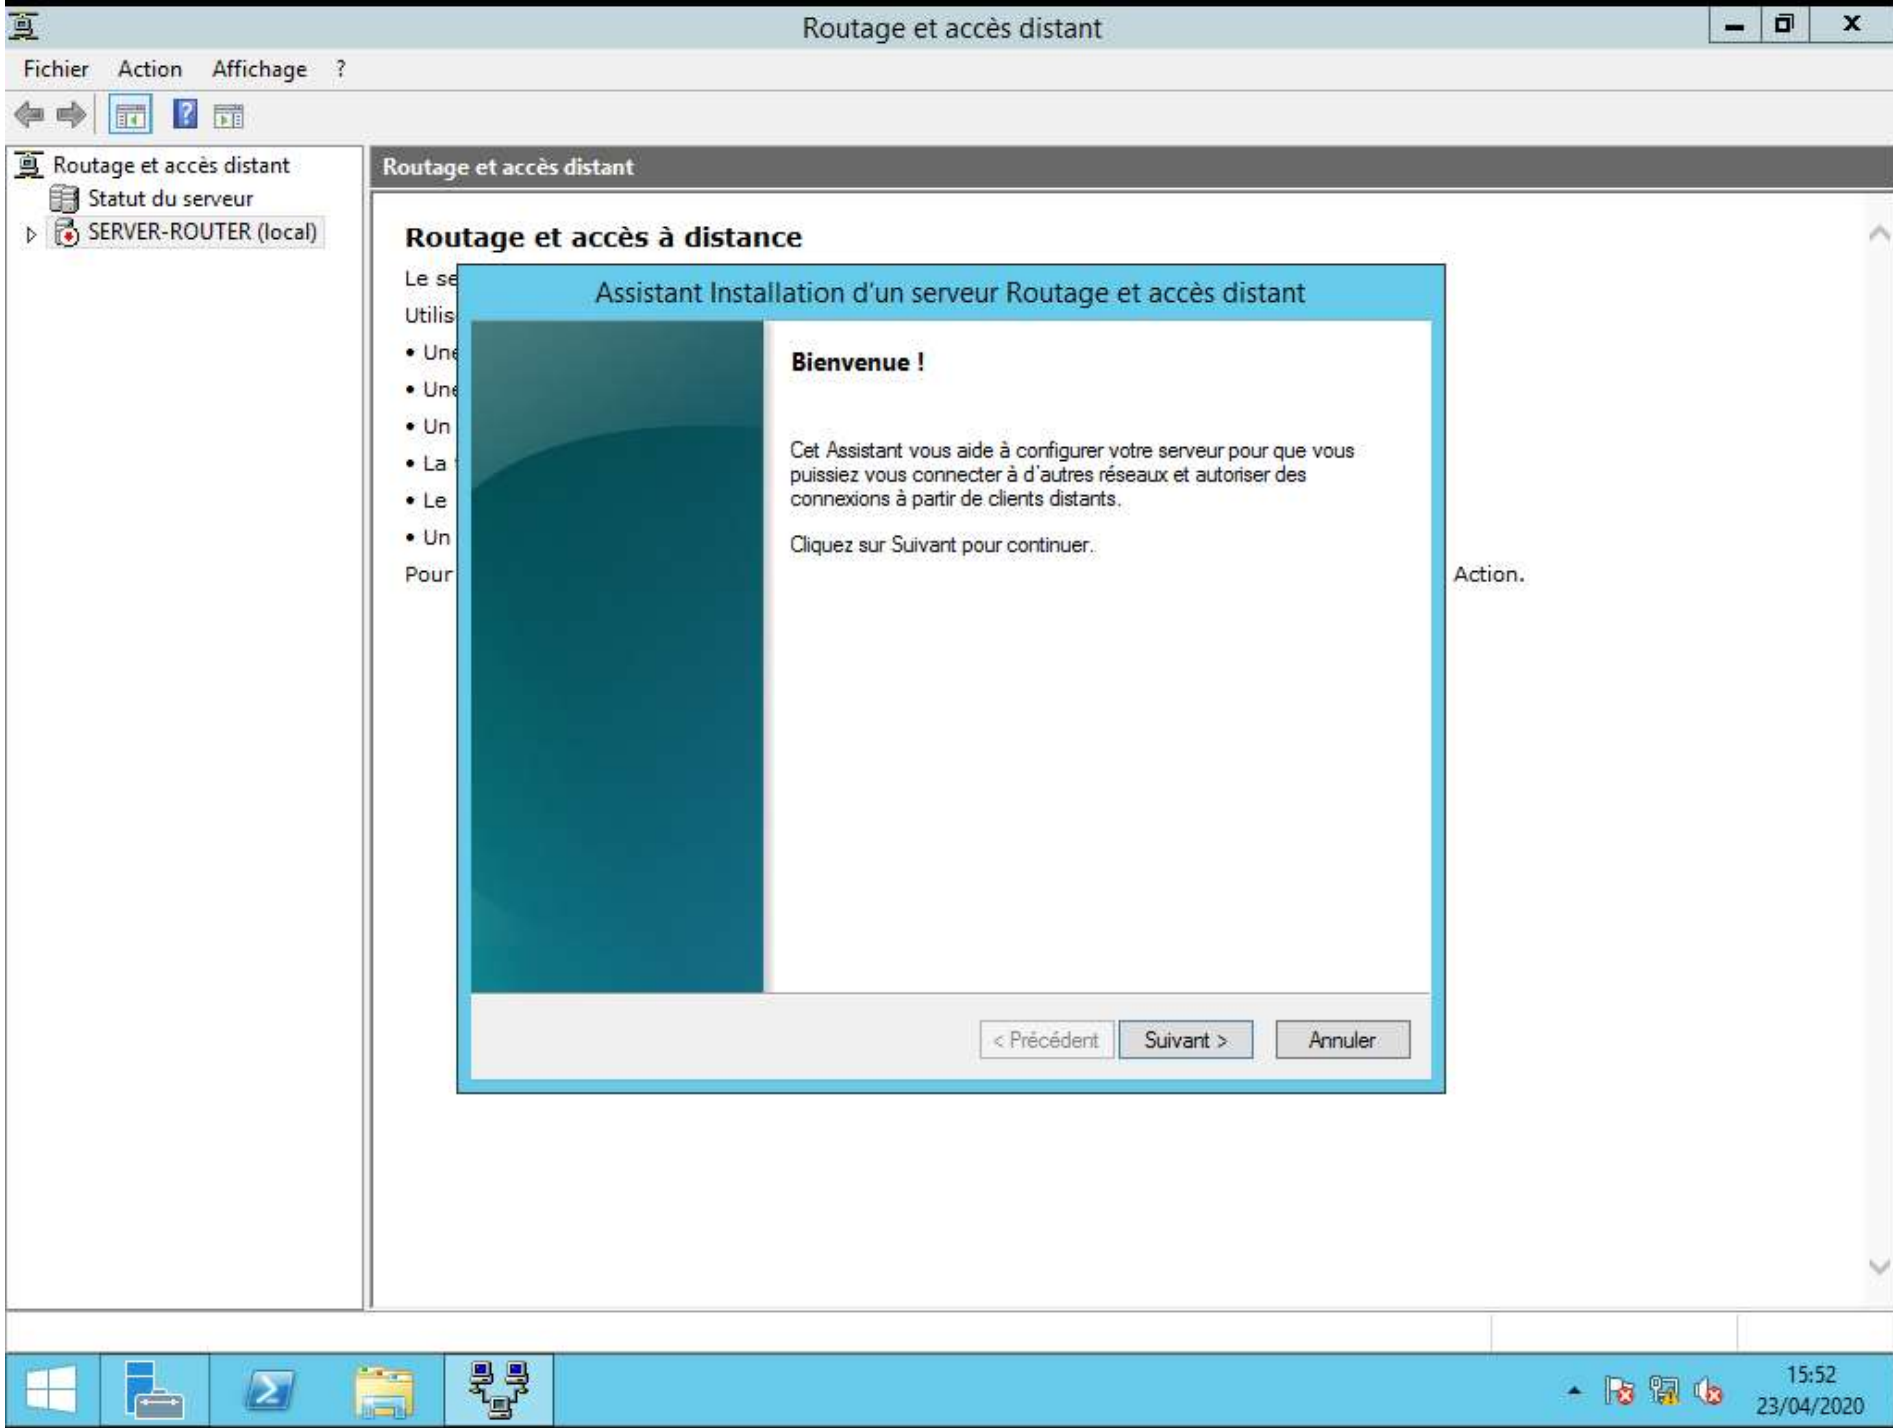 Routage et accès distant
Fichier Action Affichage ?
Routage et accès distant
Statut du serveur
SERVER-ROUTER (local)
Routage et accès distant
Routage et accès à distance
Le se
Utilis
• Une
• Une
• Un
• La
• Le
• Un
Pour
Action.
Assistant Installation d'un serveur Routage et accès distant
Bienvenue !
Cet Assistant vous aide à configurer votre serveur pour que vous
puissiez vous connecter à d'autres réseaux et autoriser des
connexions à partir de clients distants.
Cliquez sur Suivant pour continuer.
< Précédent Suivant > Annuler
15:52
23/04/2020